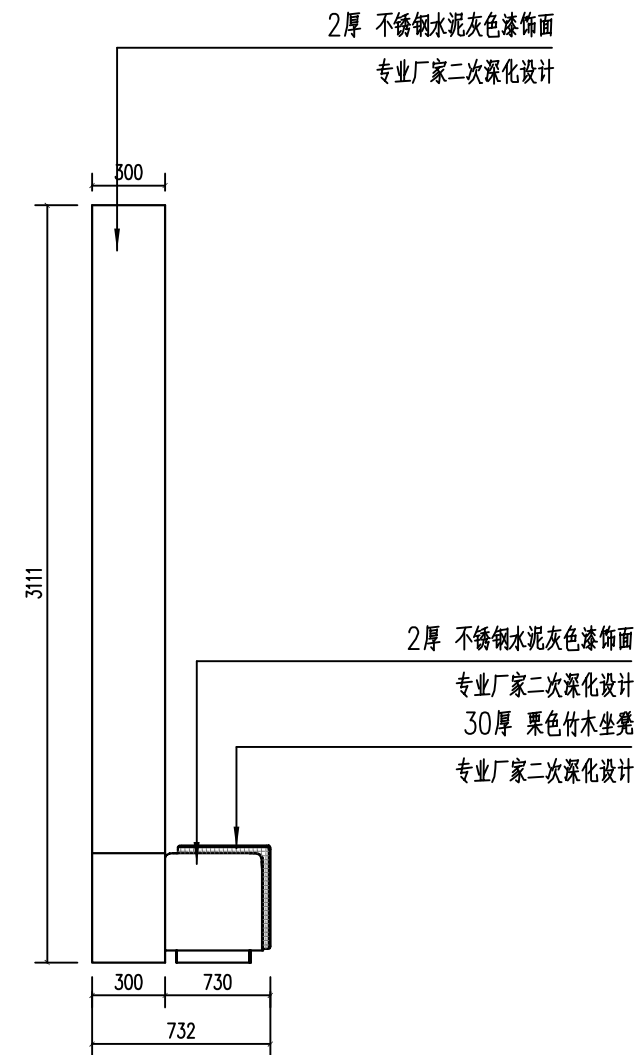 2厚 不锈钢水泥灰色漆饰面
专业厂家二次深化设计
300
3111
2厚 不锈钢水泥灰色漆饰面
专业厂家二次深化设计
30厚 栗色竹木坐凳
专业厂家二次深化设计
300 730
732